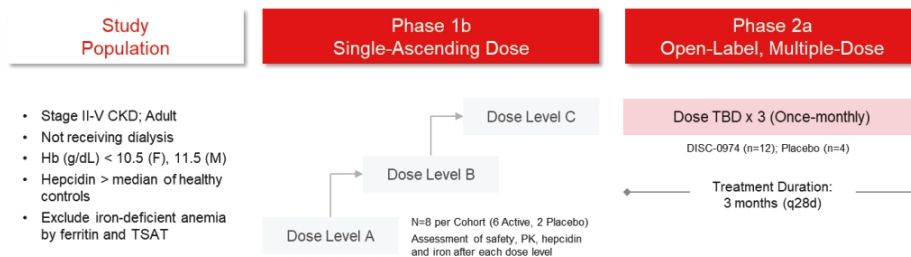 Study
Population
Phase 1b
Single-Ascending Dose
Phase 2a
Open-Label, Multiple-Dose
• Stage II-V CKD; Adult
• Not receiving dialysis
• Hb (g/dL) < 10.5 (F), 11.5 (M)
• Hepcidin > median of healthy
controls
• Exclude iron-deficient anemia
by ferritin and TSAT
Dose Level C
Dose Level B
Dose Level A
N=8 per Cohort (6 Active, 2 Placebo)
Assessment of safety, PK, hepcidin
and iron after each dose level
Dose TBD x 3 (Once-monthly)
DISC-0974 (n=12); Placebo (n=4)
Treatment Duration:
3 months (q28d)